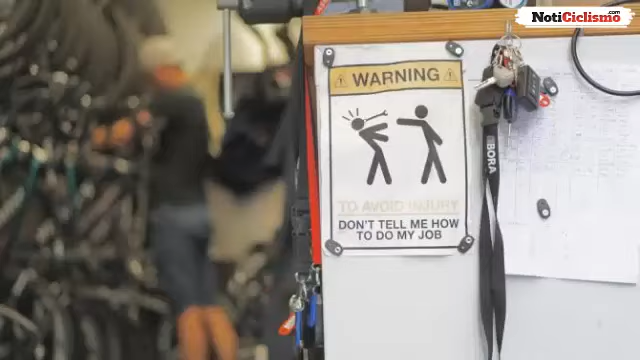 NotiCiclismo
.com
WARNING
TO AVOID INJURY
DON'T TELL ME HOW
TO DO MY JOB
BORA